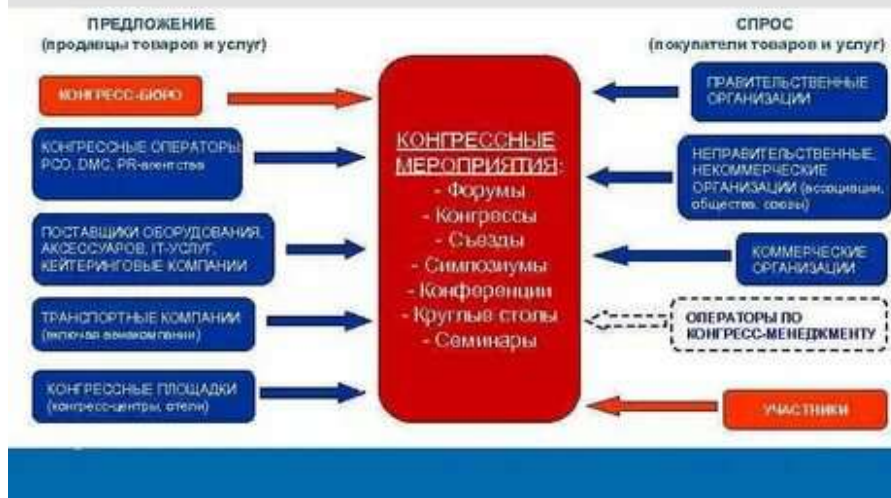 ПРЕДЛОЖЕНИЕ
(продавцы товаров и услуг)
КОНГРЕСС-БЮРО
КОНГРЕССНЫЕ ОПЕРАТОРЫ
PCO, DMC, PR-агентства
ПОСТАВЩИКИ ОБОРУДОВАНИЯ,
АКСЕССУАРОВ, IT-УСЛУГ,
КЕЙТЕРИНГОВЫЕ КОМПАНИИ
ТРАНСПОРТНЫЕ КОМПАНИИ
(включая авиакомпании)
КОНГРЕССНЫЕ ПЛОЩАДКИ
(конгресс-центры, отели)
КОНГРЕССНЫЕ
МЕРОПРИЯТИЯ:
- Форумы
- Конгрессы
- Съезды
- Симпозиумы
- Конференции
- Круглые столы
- Семинары
СПРОС
(покупатели товаров и услуг)
ПРАВИТЕЛЬСТВЕННЫЕ
ОРГАНИЗАЦИИ
НЕПРАВИТЕЛЬСТВЕННЫЕ,
НЕКОММЕРЧЕСКИЕ
ОРГАНИЗАЦИИ (ассоциации,
общества, союзы)
КОММЕРЧЕСКИЕ
ОРГАНИЗАЦИИ
ОПЕРАТОРЫ ПО
КОНГРЕСС-МЕНЕДЖМЕНТУ
УЧАСТНИКИ